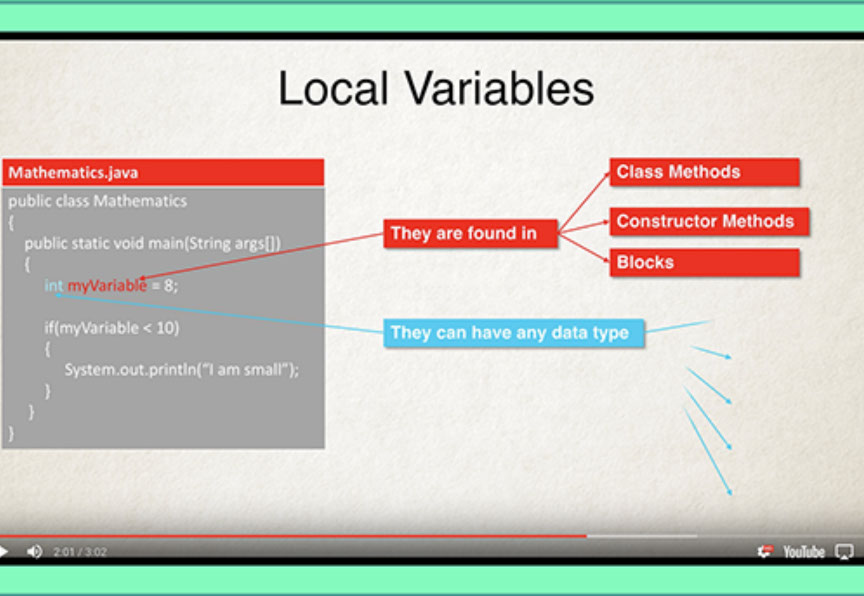 Local Variables
Mathematics.java
public class Mathematics
{
public static void main(String args[])
{
int myVariable = 8;
if(myVariable < 10)
{
System.out.println(“I am small”);
}
}
}
They are found in
Class Methods
Constructor Methods
Blocks
They can have any data type
2:01 / 3:02
YouTube